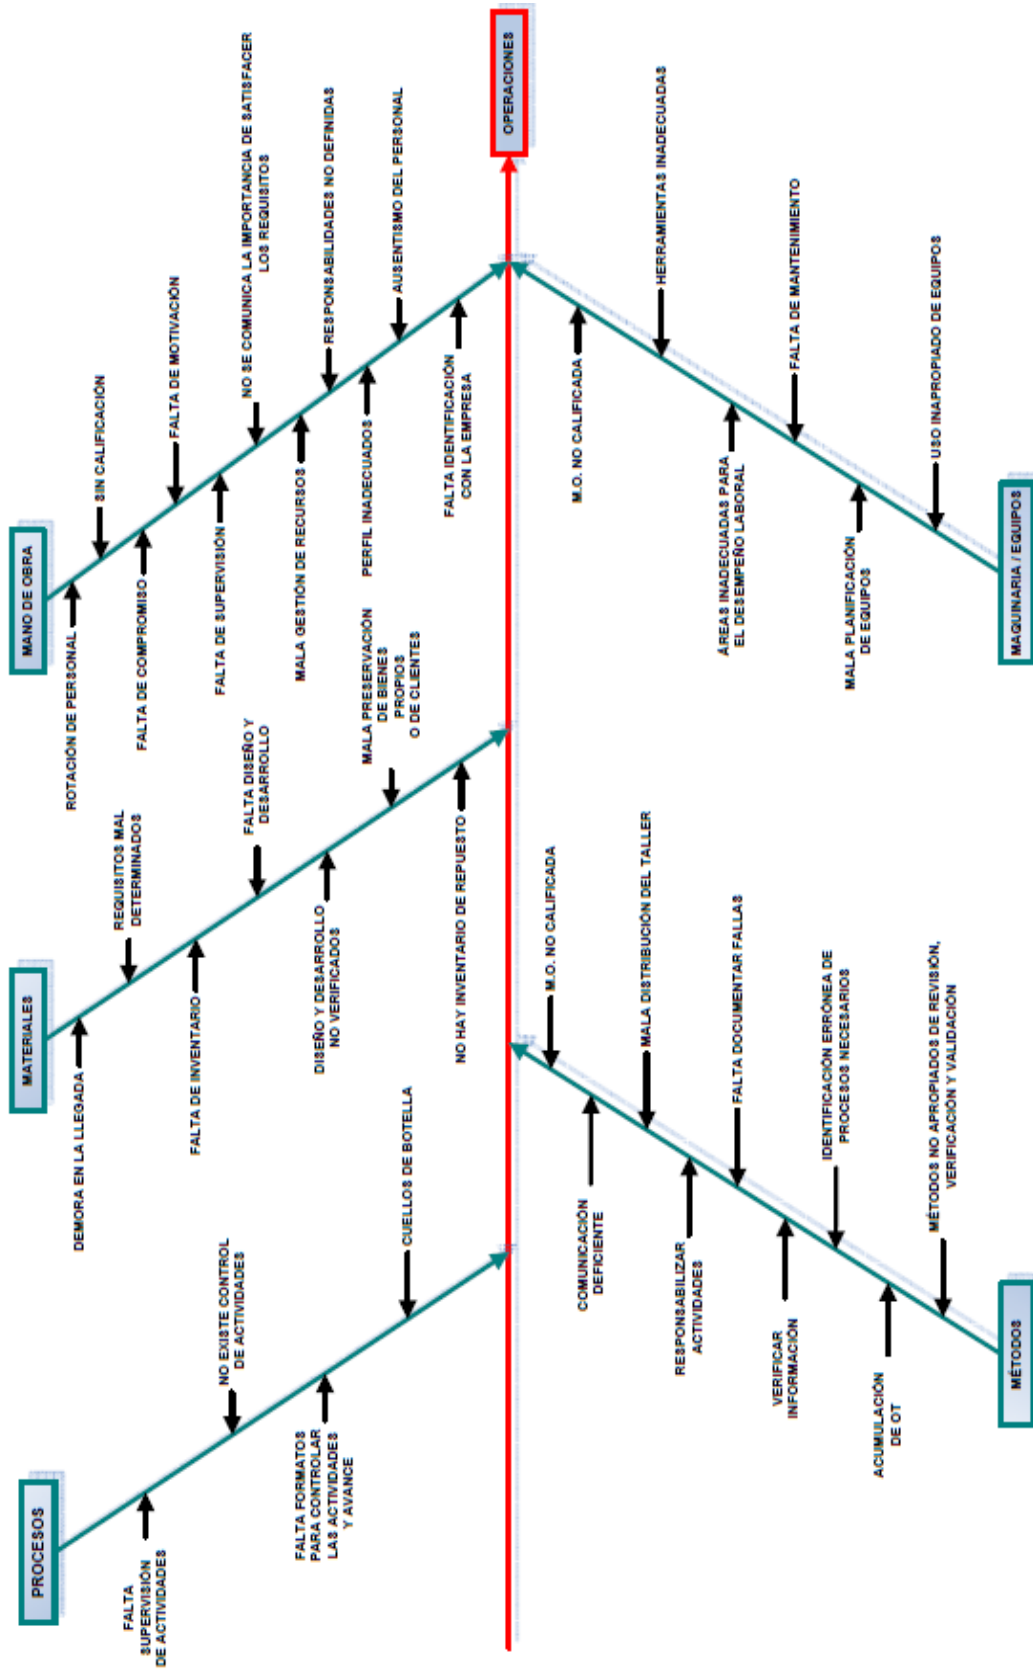 PROCESOS
FALTA
SUPERVISIÓN
DE ACTIVIDADES
NO EXISTE CONTROL
DE ACTIVIDADES
FALTA FORMATOS
PARA CONTROLAR
LAS ACTIVIDADES
Y AVANCE
CUELLOS DE BOTELLA
MATERIALES
DEMORA EN LA LLEGADA
REQUISITOS MAL
DETERMINADOS
FALTA DE INVENTARIO
FALTA DISEÑO Y
DESARROLLO
DISEÑO Y DESARROLLO
NO VERIFICADOS
MALA PRESERVACIÓN
DE BIENES
PROPIOS
O DE CLIENTES
NO HAY INVENTARIO DE REPUESTO
MANO DE OBRA
ROTACIÓN DE PERSONAL
SIN CALIFICACIÓN
FALTA DE COMPROMISO
FALTA DE MOTIVACIÓN
FALTA DE SUPERVISIÓN
NO SE COMUNICA LA IMPORTANCIA DE SATISFACER
LOS REQUISITOS
MALA GESTIÓN DE RECURSOS
RESPONSABILIDADES NO DEFINIDAS
PERFIL INADECUADOS
AUSENTISMO DEL PERSONAL
FALTA IDENTIFICACIÓN
CON LA EMPRESA
OPERACIONES
M.O. NO CALIFICADA
COMUNICACIÓN
DEFICIENTE
MALA DISTRIBUCIÓN DEL TALLER
RESPONSABILIZAR
ACTIVIDADES
FALTA DOCUMENTAR FALLAS
VERIFICAR
INFORMACIÓN
IDENTIFICACIÓN ERRÓNEA DE
PROCESOS NECESARIOS
ACUMULACIÓN
DE OT
MÉTODOS NO APROPIADOS DE REVISIÓN,
VERIFICACIÓN Y VALIDACIÓN
MÉTODOS
M.O. NO CALIFICADA
HERRAMIENTAS INADECUADAS
ÁREAS INADECUADAS PARA
EL DESEMPEÑO LABORAL
FALTA DE MANTENIMIENTO
MALA PLANIFICACIÓN
DE EQUIPOS
USO INAPROPIADO DE EQUIPOS
MAQUINARIA / EQUIPOS